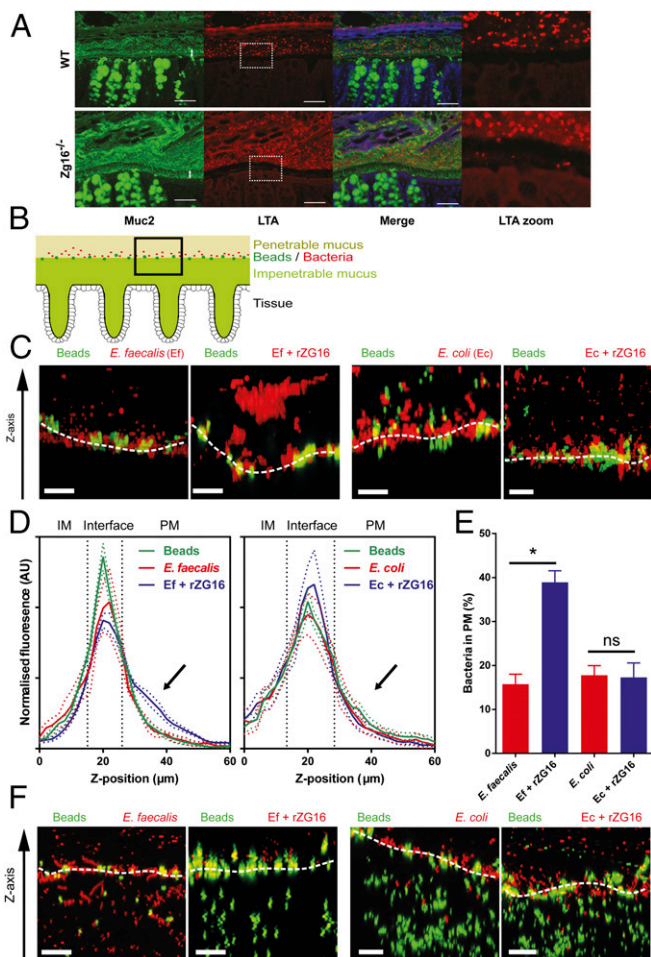 A
WT
Zg16-/-
Muc2 LTA Merge LTA zoom
B
Penetrable mucus
Beads / Bacteria
Impenetrable mucus
Tissue
C
Beads E. faecalis (Ef) Beads Ef + rZG16 E. coli (Ec) Beads Ec + rZG16
Z-axis
D
IM Interface PM IM Interface PM
Beads
E. faecalis
Ef + rZG16
Beads
E. coli
Ec + rZG16
Normalised fluoresence (AU)
0 20 40 60 0 20 40 60
Z-position (µm) Z-position (µm)
E
Bacteria in PM (%)
50
40
30
20
10
0
*
ns
E. faecalis
Ef + rZG16
E. coli
Ec + rZG16
F
Beads E. faecalis Beads Ef + rZG16 Beads E. coli Beads Ec + rZG16
Z-axis